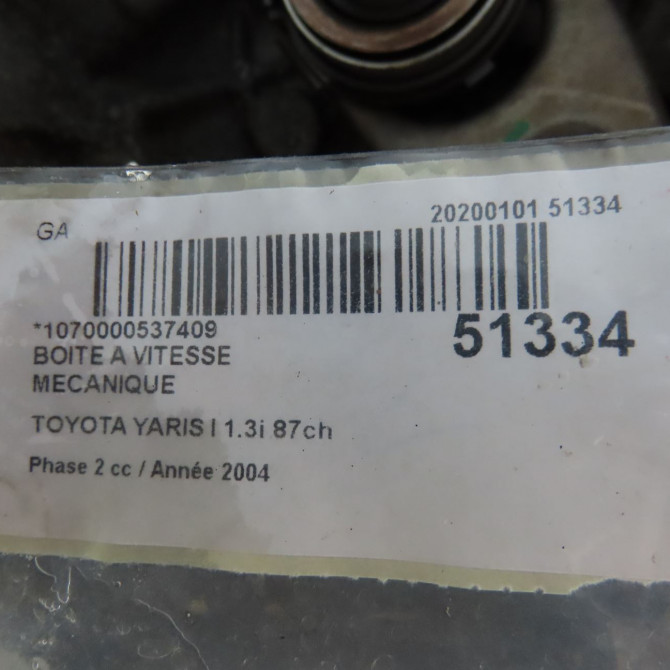 GA
20200101 51334
*1070000537409
51334
BOITE A VITESSE
MECANIQUE
TOYOTA YARIS I 1.3i 87ch
Phase 2 cc / Année 2004